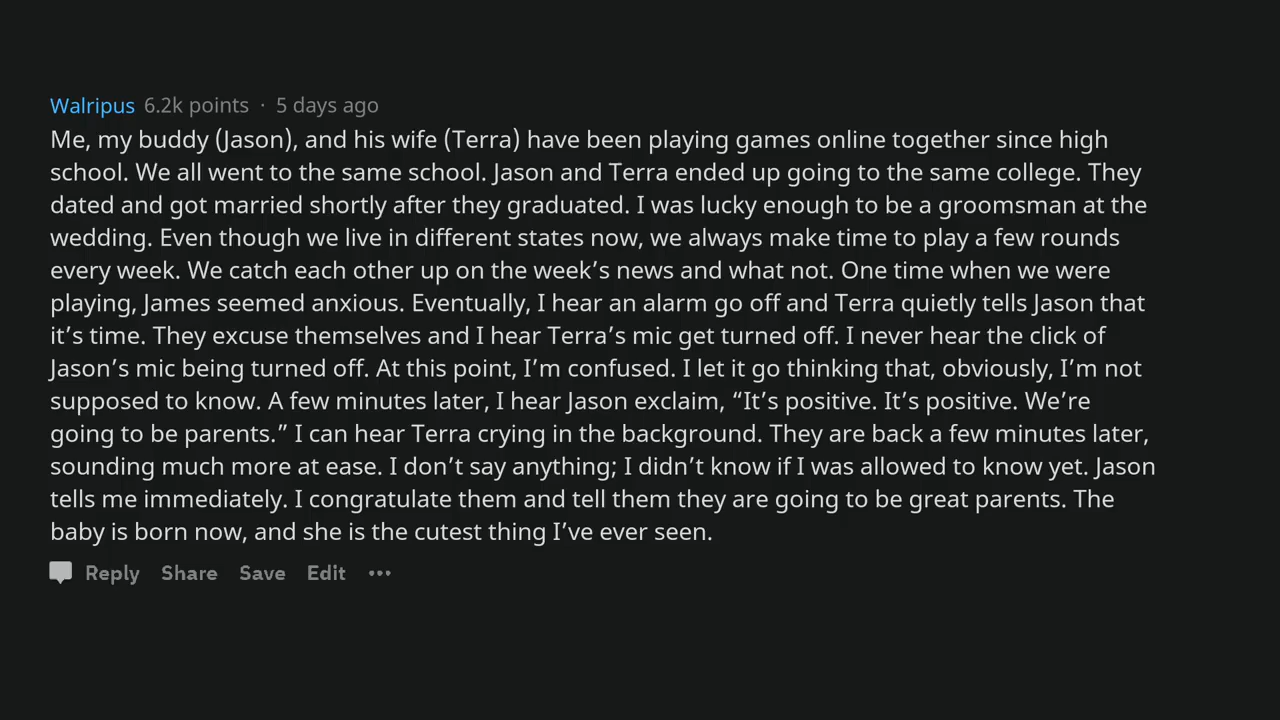 Walripus 6.2k points · 5 days ago
Me, my buddy (Jason), and his wife (Terra) have been playing games online together since high
school. We all went to the same school. Jason and Terra ended up going to the same college. They
dated and got married shortly after they graduated. I was lucky enough to be a groomsman at the
wedding. Even though we live in different states now, we always make time to play a few rounds
every week. We catch each other up on the week’s news and what not. One time when we were
playing, James seemed anxious. Eventually, I hear an alarm go off and Terra quietly tells Jason that
it’s time. They excuse themselves and I hear Terra’s mic get turned off. I never hear the click of
Jason’s mic being turned off. At this point, I’m confused. I let it go thinking that, obviously, I’m not
supposed to know. A few minutes later, I hear Jason exclaim, “It’s positive. It’s positive. We’re
going to be parents.” I can hear Terra crying in the background. They are back a few minutes later,
sounding much more at ease. I don’t say anything; I didn’t know if I was allowed to know yet. Jason
tells me immediately. I congratulate them and tell them they are going to be great parents. The
baby is born now, and she is the cutest thing I’ve ever seen.
Reply Share Save Edit •••